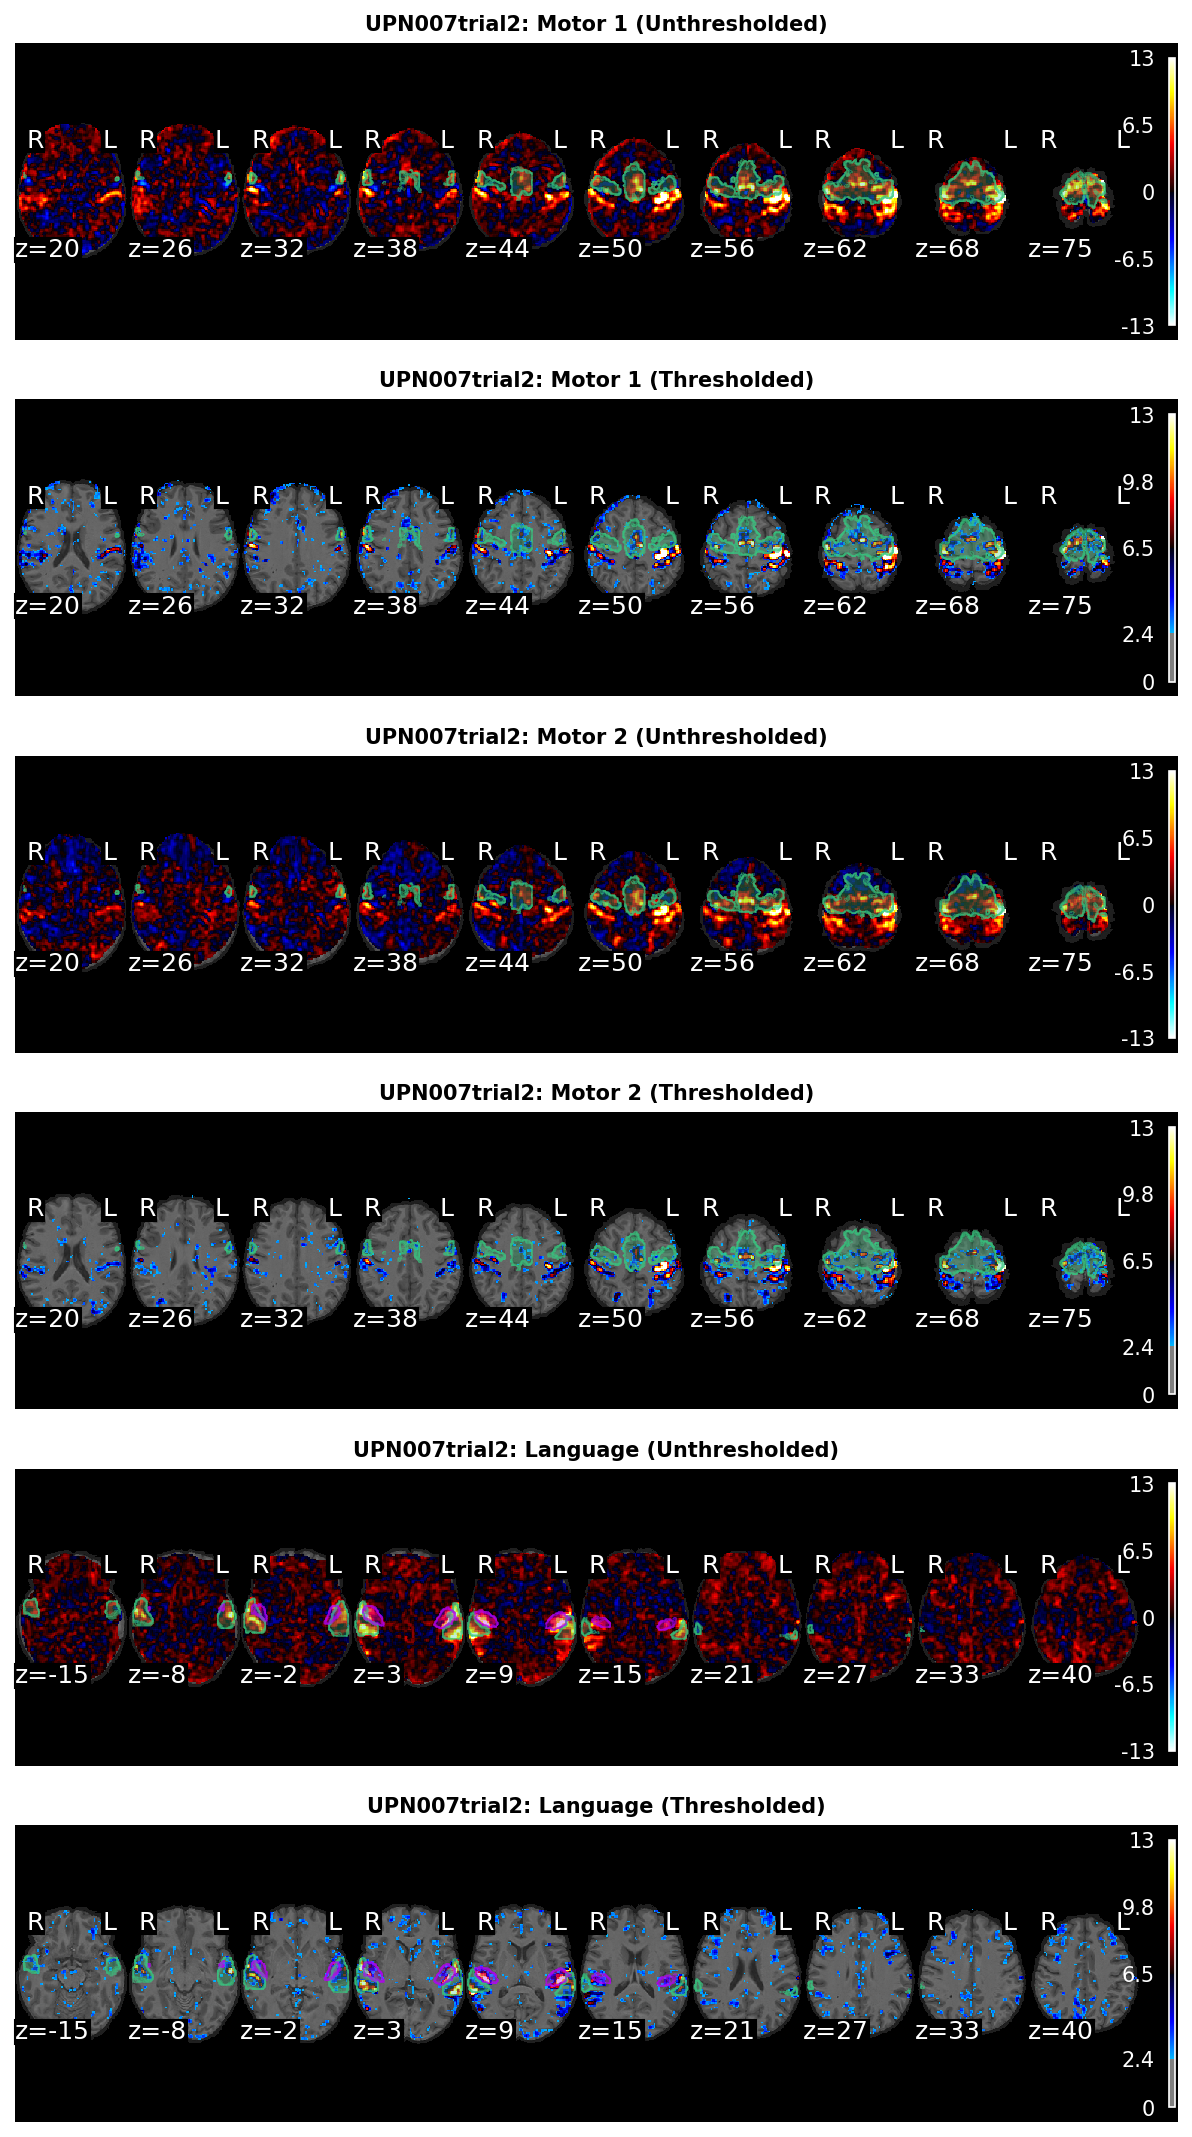 UPN007trial2: Motor 1 (Unthresholded)
13
R L R L R L R L R L R L R L R L R L R L
6.5
0
z=20 z=26 z=32 z=38 z=44 z=50 z=56 z=62 z=68 z=75
-6.5
-13
UPN007trial2: Motor 1 (Thresholded)
13
9.8
R L R L R L R L R L R L R L R L R L R L
6.5
z=20 z=26 z=32 z=38 z=44 z=50 z=56 z=62 z=68 z=75
2.4
0
UPN007trial2: Motor 2 (Unthresholded)
13
6.5
R L R L R L R L R L R L R L R L R L R L
0
z=20 z=26 z=32 z=38 z=44 z=50 z=56 z=62 z=68 z=75
-6.5
-13
UPN007trial2: Motor 2 (Thresholded)
13
9.8
R L R L R L R L R L R L R L R L R L R L
6.5
z=20 z=26 z=32 z=38 z=44 z=50 z=56 z=62 z=68 z=75
2.4
0
UPN007trial2: Language (Unthresholded)
13
6.5
R L R L R L R L R L R L R L R L R L R L
0
z=-15 z=-8 z=-2 z=3 z=9 z=15 z=21 z=27 z=33 z=40
-6.5
-13
UPN007trial2: Language (Thresholded)
13
9.8
R L R L R L R L R L R L R L R L R L R L
6.5
z=-15 z=-8 z=-2 z=3 z=9 z=15 z=21 z=27 z=33 z=40
2.4
0